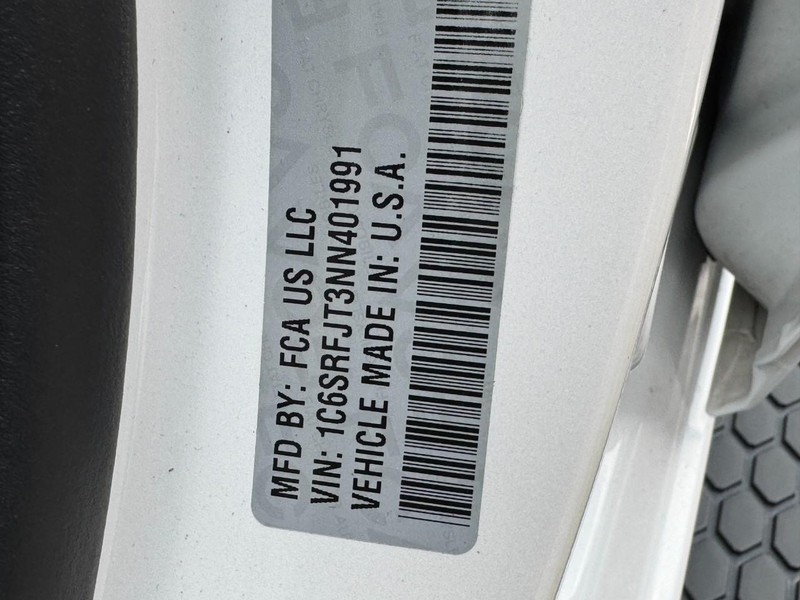 MFD BY: FCA US LLC
VIN: 1C6SRFJT3NN401991
VEHICLE MADE IN: U.S.A.